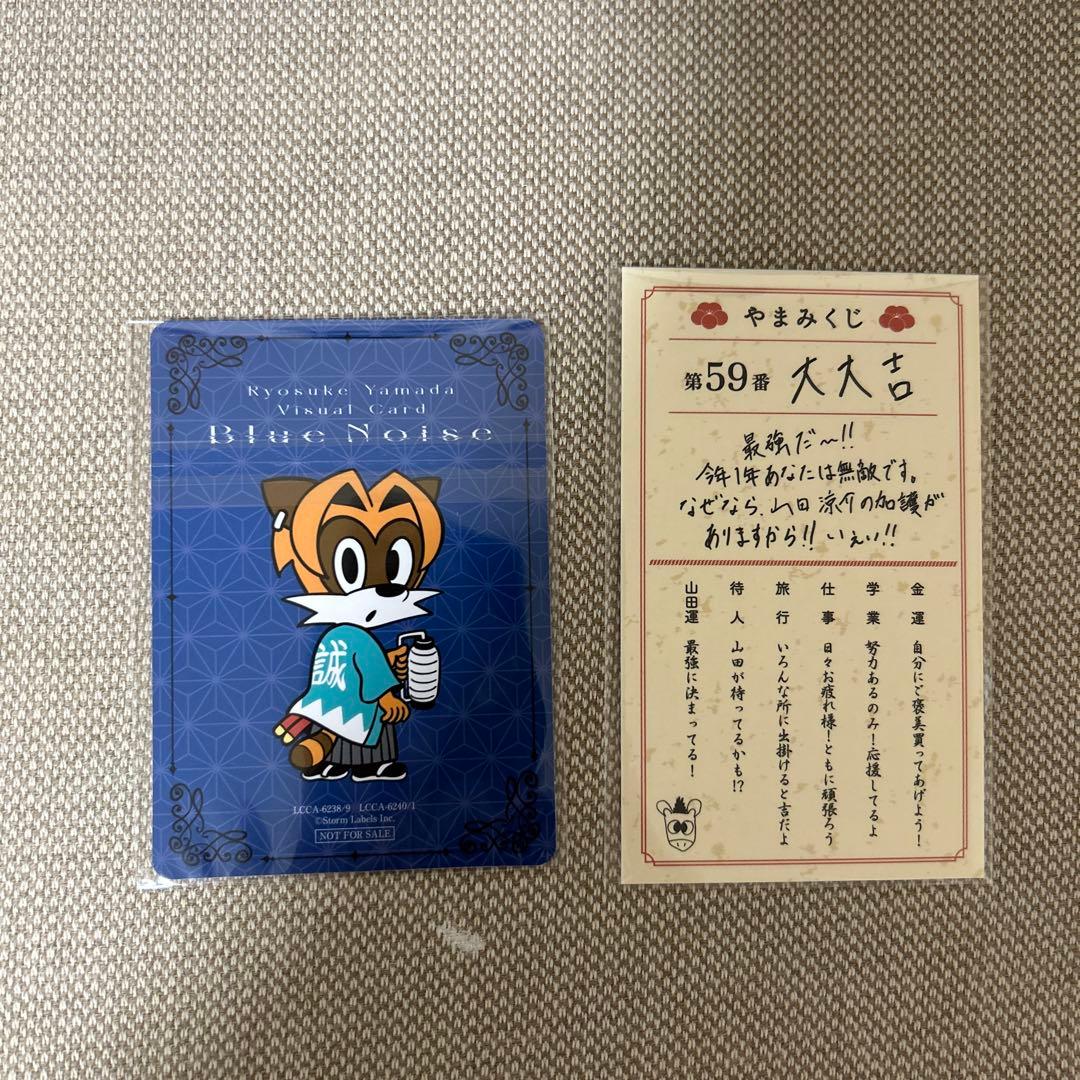 Ryosuke Yamada
Visual Card
Blue Noise
誠
LCCA-6238/9 LCCA-6240/1
©Storm Labels Inc.
NOT FOR SALE
やまみくじ
第59番 大大吉
最強だ〜!!
今年1年あなたは無敵です。
なぜなら、山田涼介の加護が
ありますから!! いぇい!!
金運 自分にご褒美買ってあげよう!
学業 努力あるのみ!応援してるよ
仕事 日々お疲れ様!ともに頑張ろう
旅行 いろんな所に出掛けると吉だよ
待人 山田が待ってるかも!?
山田運 最強に決まってる!